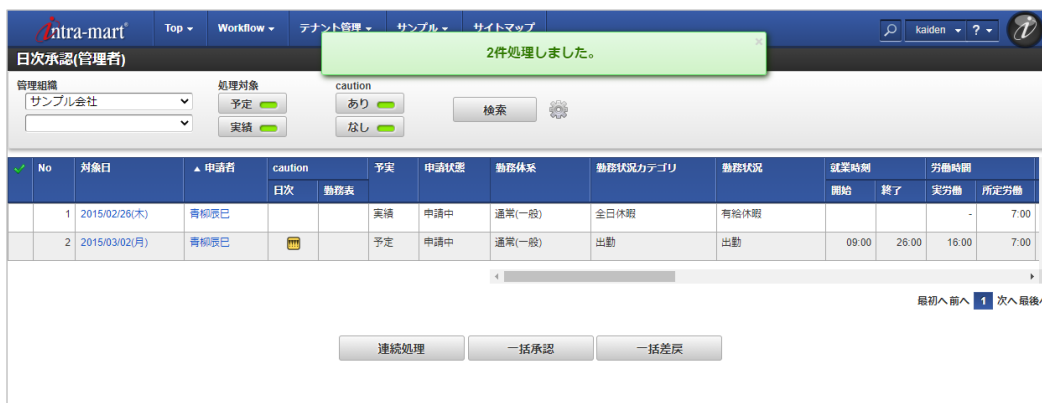 intra-mart Top Workflow テナント管理 サンプル サイトマップ kaiden ?
2件処理しました。 ×
日次承認(管理者)
管理組織 処理対象 caution
サンプル会社 予定 あり 検索
実績 なし
No 対象日 ▲申請者 caution 予実 申請状態 勤務体系 勤務状況カテゴリ 勤務状況 就業時刻 労働時間
日次 勤務表 開始 終了 実労働 所定労働
1 2015/02/26(木) 青柳辰巳 実績 申請中 通常(一般) 全日休暇 有給休暇 - 7:00
2 2015/03/02(月) 青柳辰巳 予定 申請中 通常(一般) 出勤 出勤 09:00 26:00 16:00 7:00
最初へ 前へ 1 次へ 最後へ
連続処理 一括承認 一括差戻